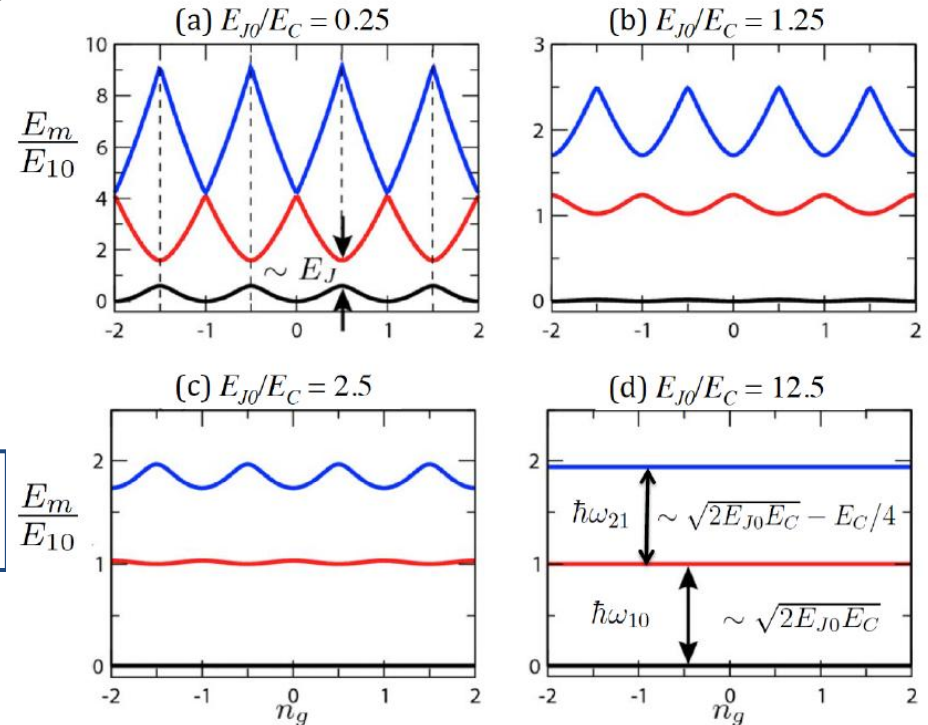 (a) E_{J0}/E_C = 0.25
10
8
6
4
2
0
E_m
E_{10}
∼ E_J
-2 -1 0 1 2
(b) E_{J0}/E_C = 1.25
3
2
1
0
-2 -1 0 1 2
(c) E_{J0}/E_C = 2.5
2
1
0
E_m
E_{10}
-2 -1 0 1 2
n_g
(d) E_{J0}/E_C = 12.5
2
1
0
ℏω_{21} ∼ √(2E_{J0}E_C) − E_C/4
ℏω_{10} ∼ √(2E_{J0}E_C)
-2 -1 0 1 2
n_g